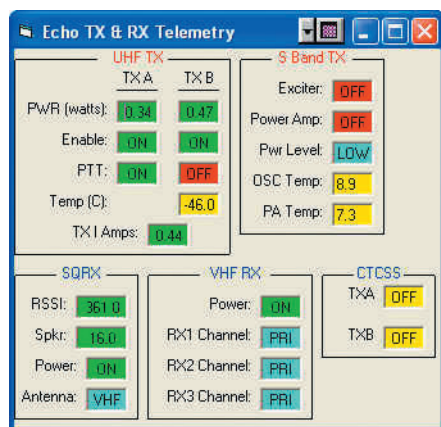 Echo TX & RX Telemetry
UHF TX
TX A TX B
PWR (watts): 0.34 0.47
Enable: ON ON
PTT: ON OFF
Temp (C): -46.0
TX I Amps: 0.44
S Band TX
Exciter: OFF
Power Amp: OFF
Pwr Level: LOW
OSC Temp: 8.9
PA Temp: 7.3
SQRX
RSSI: 361.0
Spkr: 16.0
Power: ON
Antenna: VHF
VHF RX
Power: ON
RX1 Channel: PRI
RX2 Channel: PRI
RX3 Channel: PRI
CTCSS
TXA OFF
TXB OFF